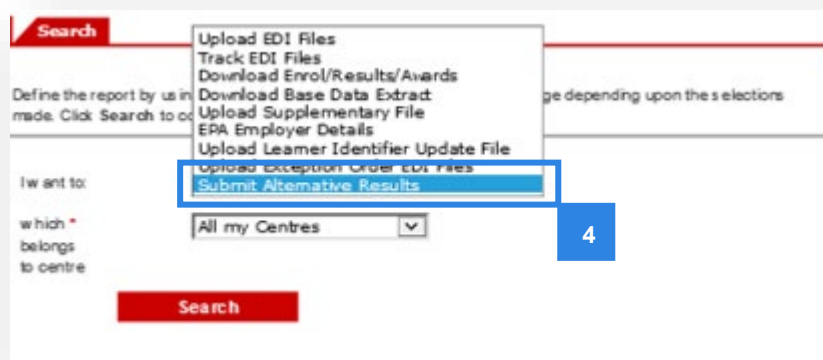 Search
Upload EDI Files
Track EDI Files
Download Enrol/Results/Awards
Download Base Data Extract
Upload Supplementary File
EPA Employer Details
Upload Learner Identifier Update File
Upload Exception Order EDI Files
Submit Alternative Results
Define the report by us in ge depending upon the selections
made. Click Search to co
I want to:
which *
belongs
to centre
All my Centres
4
Search